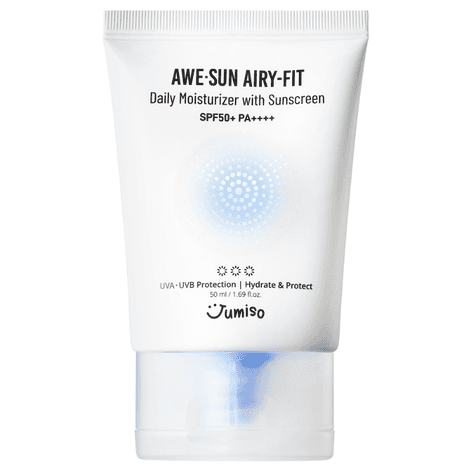 AWE·SUN AIRY-FIT
Daily Moisturizer with Sunscreen
SPF50+ PA++++
UVA·UVB Protection | Hydrate & Protect
50 ml / 1.69 fl.oz.
Jumiso